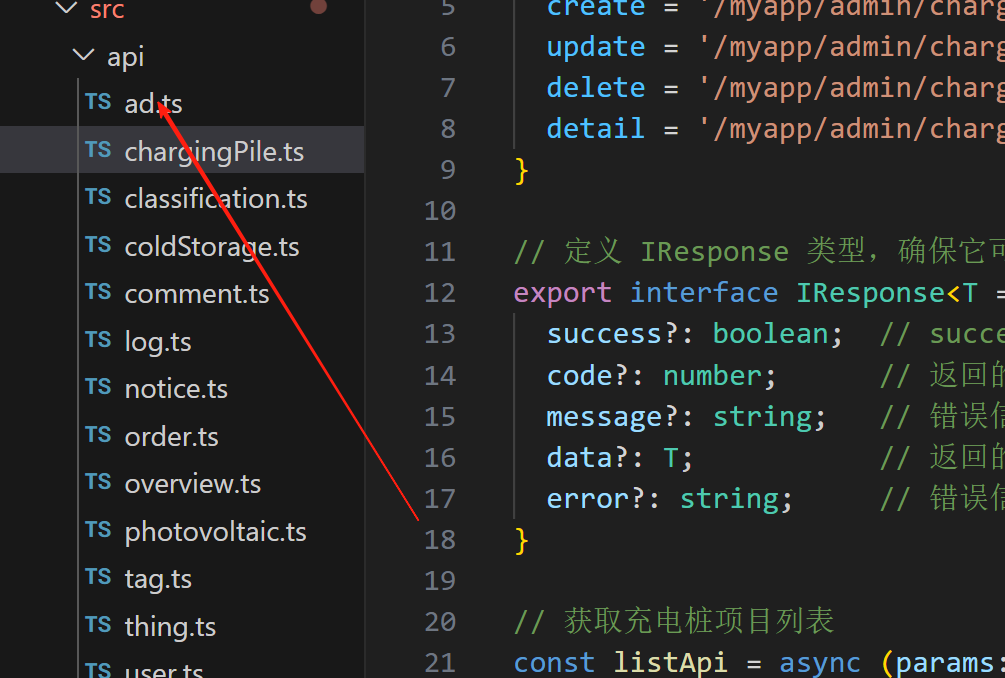 src
api
TS ad.ts
TS chargingPile.ts
TS classification.ts
TS coldStorage.ts
TS comment.ts
TS log.ts
TS notice.ts
TS order.ts
TS overview.ts
TS photovoltaic.ts
TS tag.ts
TS thing.ts
TS user.ts
5 create = '/myapp/admin/charg
6 update = '/myapp/admin/charg
7 delete = '/myapp/admin/charg
8 detail = '/myapp/admin/charg
9 }
10
11 // 定义 IResponse 类型，确保它可
12 export interface IResponse<T =
13 success?: boolean; // succe
14 code?: number; // 返回的
15 message?: string; // 错误信
16 data?: T; // 返回的
17 error?: string; // 错误信
18 }
19
20 // 获取充电桩项目列表
21 const listApi = async (params: